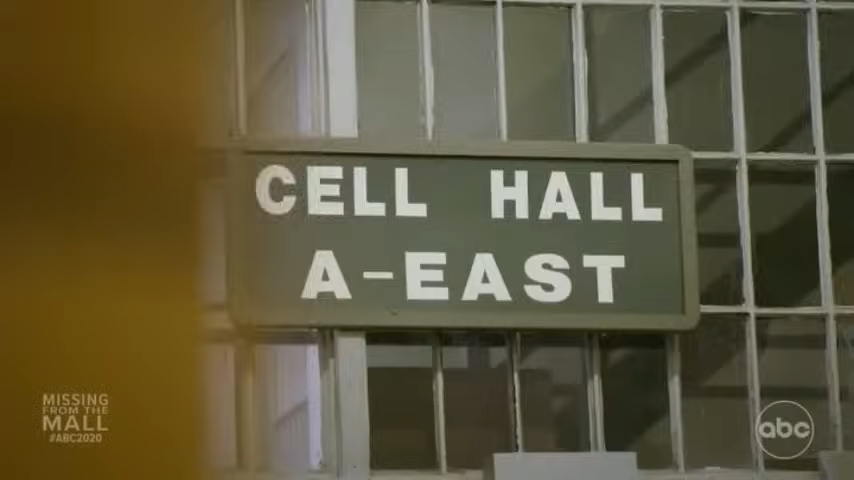 CELL HALL
A-EAST
MISSING
FROM THE
MALL
#ABC2020
abc